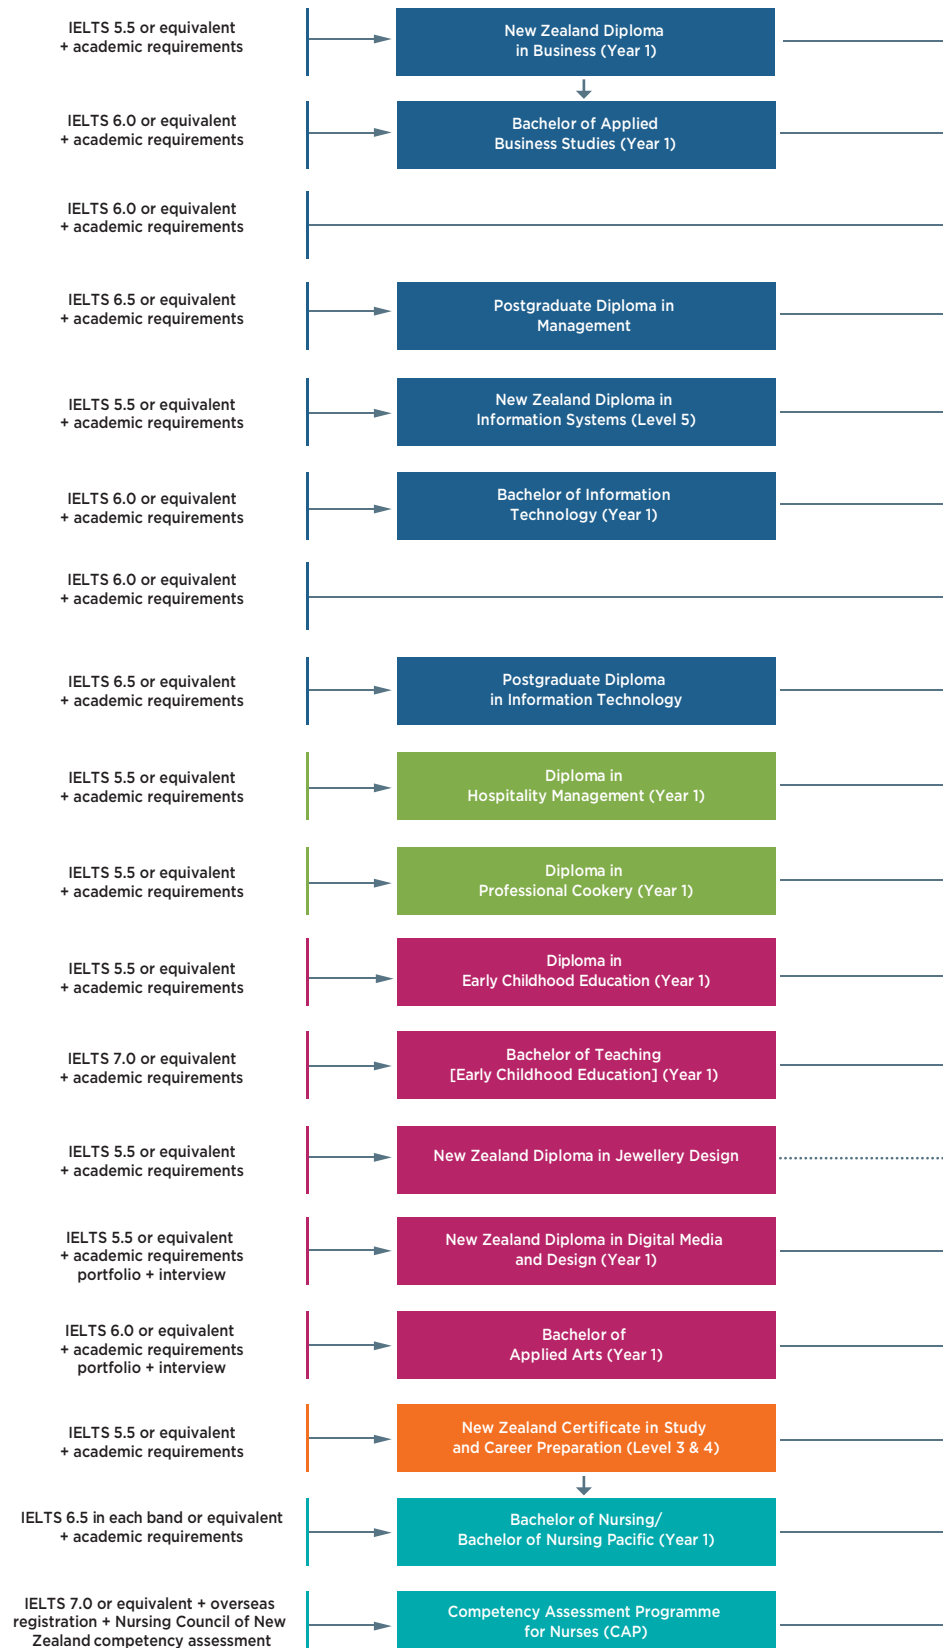 IELTS 5.5 or equivalent
+ academic requirements
New Zealand Diploma
in Business (Year 1)
IELTS 6.0 or equivalent
+ academic requirements
Bachelor of Applied
Business Studies (Year 1)
IELTS 6.0 or equivalent
+ academic requirements
IELTS 6.5 or equivalent
+ academic requirements
Postgraduate Diploma in
Management
IELTS 5.5 or equivalent
+ academic requirements
New Zealand Diploma in
Information Systems (Level 5)
IELTS 6.0 or equivalent
+ academic requirements
Bachelor of Information
Technology (Year 1)
IELTS 6.0 or equivalent
+ academic requirements
IELTS 6.5 or equivalent
+ academic requirements
Postgraduate Diploma
in Information Technology
IELTS 5.5 or equivalent
+ academic requirements
Diploma in
Hospitality Management (Year 1)
IELTS 5.5 or equivalent
+ academic requirements
Diploma in
Professional Cookery (Year 1)
IELTS 5.5 or equivalent
+ academic requirements
Diploma in
Early Childhood Education (Year 1)
IELTS 7.0 or equivalent
+ academic requirements
Bachelor of Teaching
[Early Childhood Education] (Year 1)
IELTS 5.5 or equivalent
+ academic requirements
New Zealand Diploma in Jewellery Design
IELTS 5.5 or equivalent
+ academic requirements
portfolio + interview
New Zealand Diploma in Digital Media
and Design (Year 1)
IELTS 6.0 or equivalent
+ academic requirements
portfolio + interview
Bachelor of
Applied Arts (Year 1)
IELTS 5.5 or equivalent
+ academic requirements
New Zealand Certificate in Study
and Career Preparation (Level 3 & 4)
IELTS 6.5 in each band or equivalent
+ academic requirements
Bachelor of Nursing/
Bachelor of Nursing Pacific (Year 1)
IELTS 7.0 or equivalent + overseas
registration + Nursing Council of New
Zealand competency assessment
Competency Assessment Programme
for Nurses (CAP)